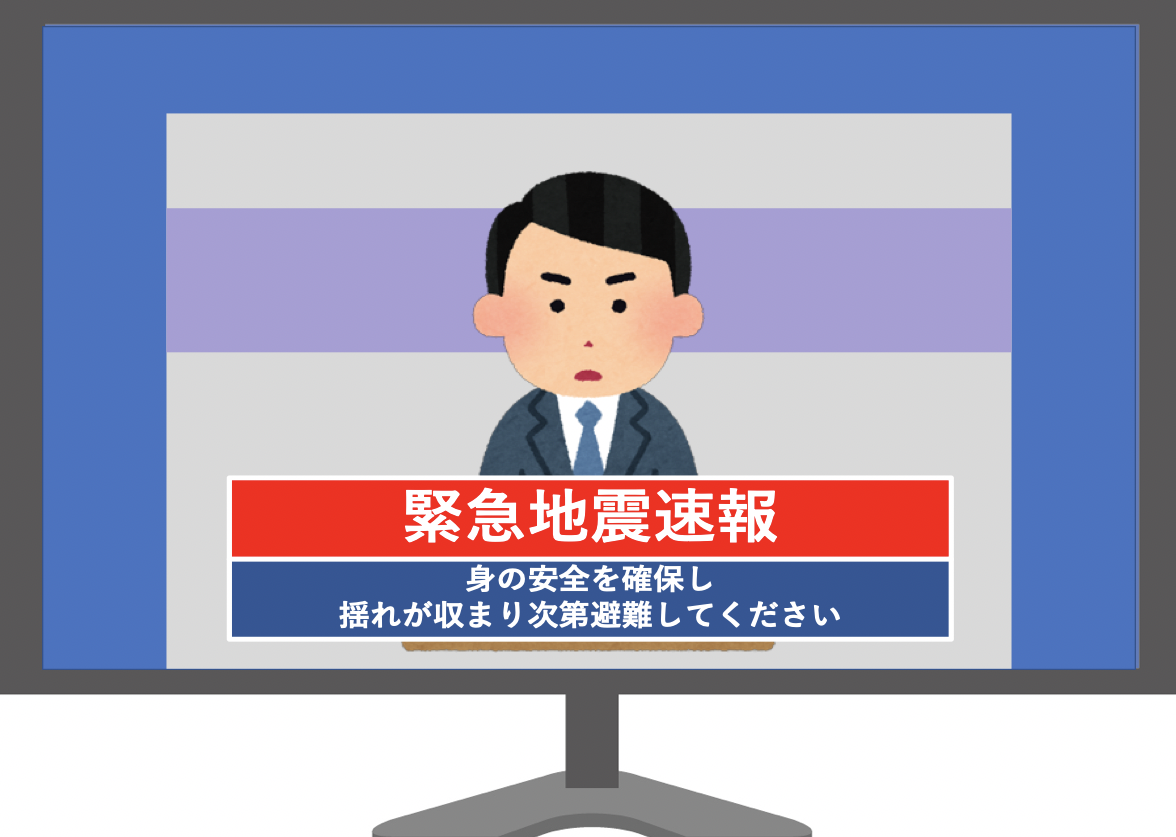 緊急地震速報
身の安全を確保し
揺れが収まり次第避難してください